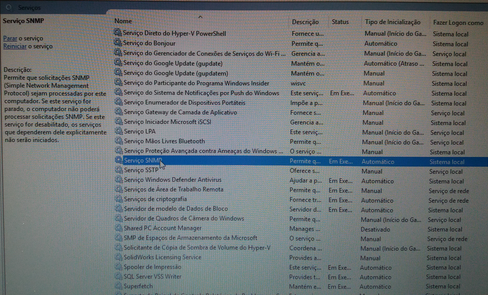 Serviços
Serviço SNMP
Parar o serviço
Reiniciar o serviço
Descrição:
Permite que solicitações SNMP
(Simple Network Management
Protocol) sejam processadas por este
computador. Se este serviço for
parado, o computador não poderá
processar solicitações SNMP. Se este
serviço for desabilitado, os serviços
que dependerem dele explicitamente
não serão iniciados.
Nome Descrição Status Tipo de Inicialização Fazer Logon como
Serviço Direto do Hyper-V PowerShell Fornece u... Manual (Início do Ga... Sistema local
Serviço do Bonjour Permite q... Manual (Início do Ga... Sistema local
Serviço do Gerenciador de Conexões de Serviços do Wi-Fi ... Fornece u... Manual (Início do Ga... Sistema local
Serviço do Google Update (gupdate) Mantém o... Automático (Atraso ... Sistema local
Serviço do Google Update (gupdatem) Mantém o... Manual Sistema local
Serviço do Participante do Programa Windows Insider wisvc Manual Sistema local
Serviço do Sistema de Notificações por Push do Windows Este serviç... Em Exe... Automático Sistema local
Serviço Enumerador de Dispositivos Portáteis Impõe a p... Manual (Início do Ga... Sistema local
Serviço Gateway de Camada de Aplicativo Fornece s... Manual Serviço local
Serviço Iniciador Microsoft iSCSI Gerencia ... Manual Sistema local
Serviço LPA Este serviç... Manual (Início do Ga... Serviço local
Serviço Mãos Livres Bluetooth Permite q... Manual (Início do Ga... Serviço local
Serviço Proteção Avançada contra Ameaças do Windows ... O serviço ... Manual Sistema local
Serviço SNMP Permite q... Em Exe... Automático Sistema local
Serviço SSTP Oferece s... Manual Serviço local
Serviço Windows Defender Antivirus Ajudar a p... Em Exe... Automático Sistema local
Serviços de Área de Trabalho Remota Permite q... Em Exe... Manual Serviço de rede
Serviços de criptografia Fornece tr... Em Exe... Automático Serviço de rede
Servidor de modelo de Dados de Bloco Servidor d... Em Exe... Automático Sistema local
Servidor de Quadros de Câmera do Windows Permite q... Manual (Início do Ga... Serviço local
Shared PC Account Manager Manager ... Desativado Sistema local
SMP de Espaços de Armazenamento da Microsoft O serviço ... Manual Serviço de rede
Solicitante de Cópia de Sombra de Volume do Hyper-V Coordena... Manual (Início do Ga... Sistema local
SolidWorks Licensing Service Provides a... Manual Sistema local
Spooler de Impressão Este serviç... Em Exe... Automático Sistema local
SQL Server VSS Writer Provides t... Em Exe... Automático Sistema local
Superfetch Mantém e... Em Exe... Automático Sistema local